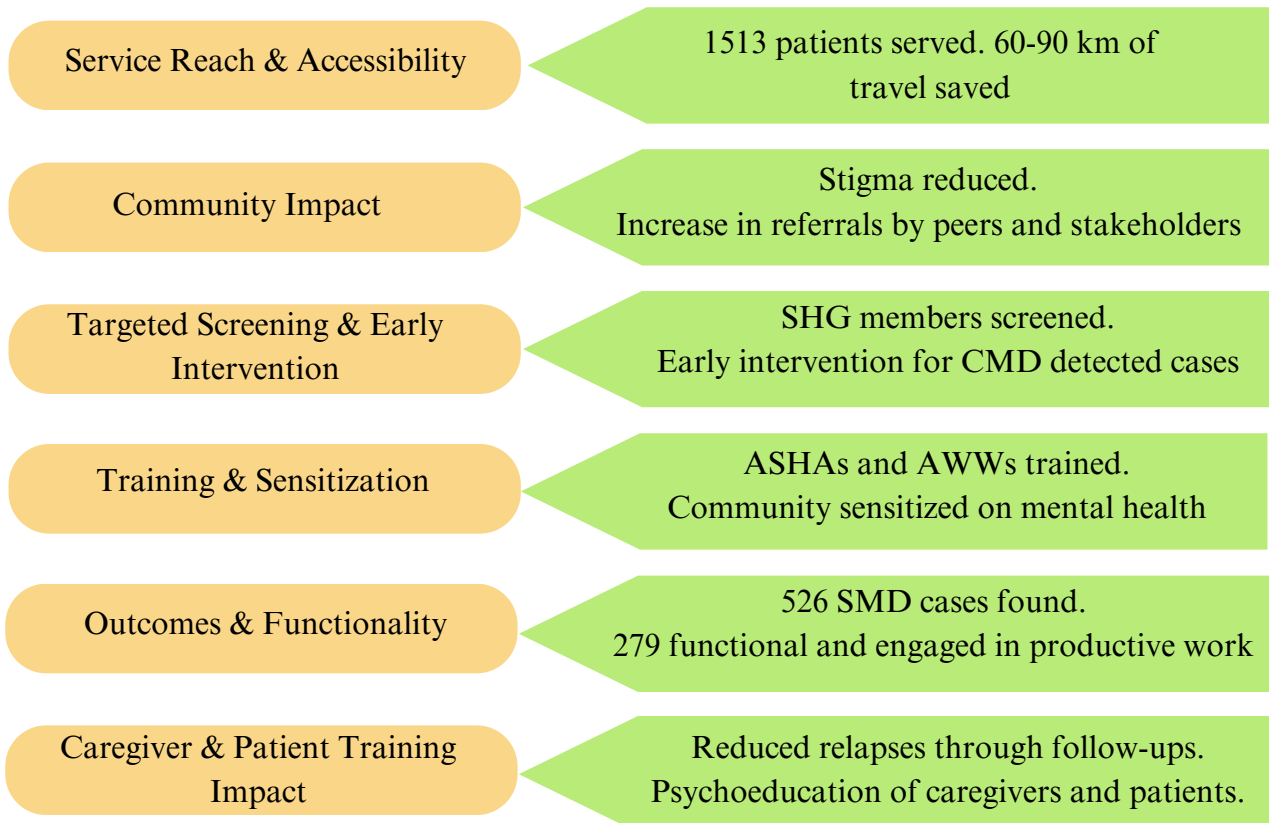 Service Reach & Accessibility
1513 patients served. 60-90 km of
travel saved
Community Impact
Stigma reduced.
Increase in referrals by peers and stakeholders
Targeted Screening & Early
Intervention
SHG members screened.
Early intervention for CMD detected cases
Training & Sensitization
ASHAs and AWWs trained.
Community sensitized on mental health
Outcomes & Functionality
526 SMD cases found.
279 functional and engaged in productive work
Caregiver & Patient Training
Impact
Reduced relapses through follow-ups.
Psychoeducation of caregivers and patients.